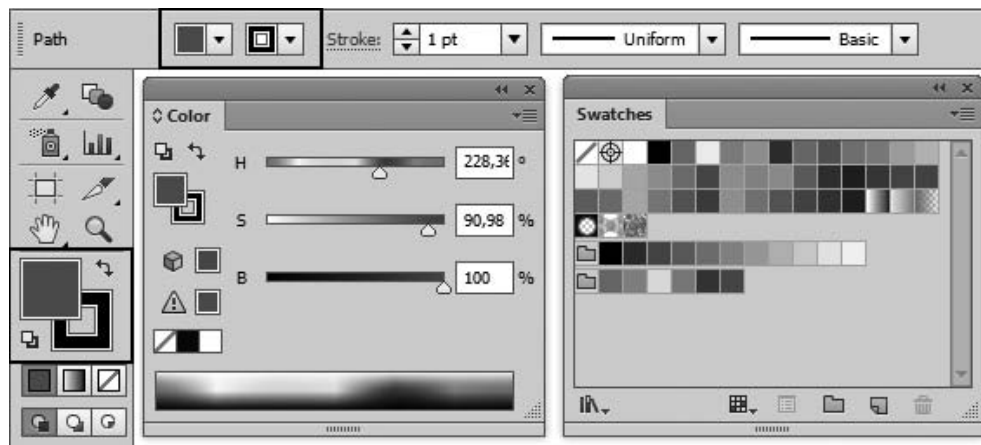 Path Stroke: 1 pt Uniform Basic
Color
H 228,36 °
S 90,98 %
B 100 %
Swatches